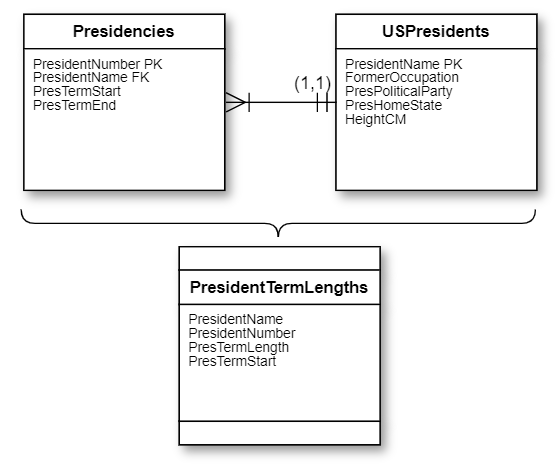 Presidencies
PresidentNumber PK
PresidentName FK
PresTermStart
PresTermEnd
(1,1)
USPresidents
PresidentName PK
FormerOccupation
PresPoliticalParty
PresHomeState
HeightCM
PresidentTermLengths
PresidentName
PresidentNumber
PresTermLength
PresTermStart